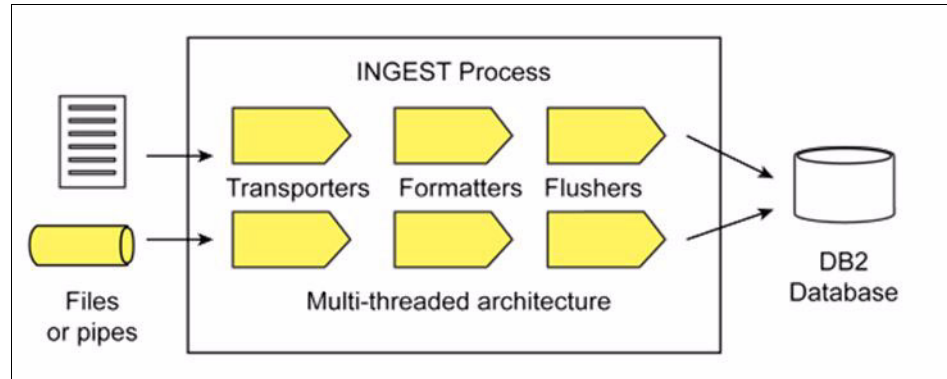 INGEST Process
Transporters
Formatters
Flushers
Multi-threaded architecture
Files
or pipes
DB2
Database